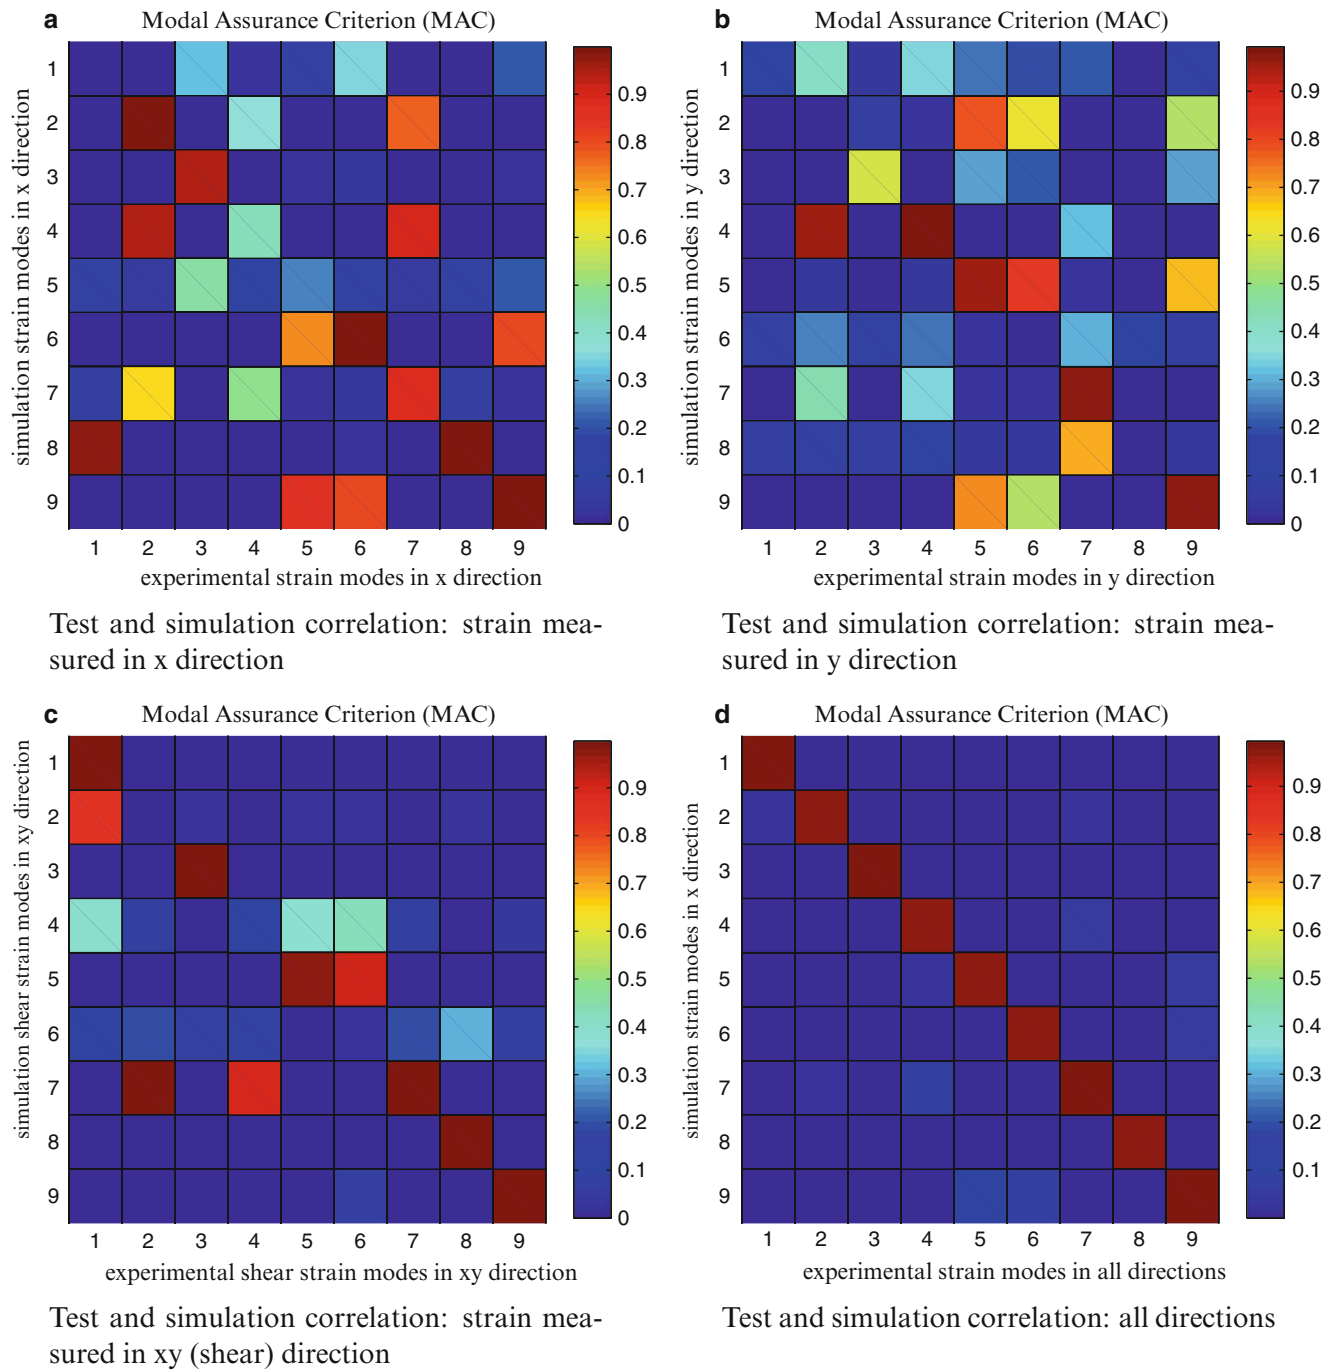 a
Modal Assurance Criterion (MAC)
simulation strain modes in x direction
1
2
3
4
5
6
7
8
9
1 2 3 4 5 6 7 8 9
experimental strain modes in x direction
0.9
0.8
0.7
0.6
0.5
0.4
0.3
0.2
0.1
0
Test and simulation correlation: strain mea-
sured in x direction
b
Modal Assurance Criterion (MAC)
simulation strain modes in y direction
1
2
3
4
5
6
7
8
9
1 2 3 4 5 6 7 8 9
experimental strain modes in y direction
0.9
0.8
0.7
0.6
0.5
0.4
0.3
0.2
0.1
0
Test and simulation correlation: strain mea-
sured in y direction
c
Modal Assurance Criterion (MAC)
simulation shear strain modes in xy direction
1
2
3
4
5
6
7
8
9
1 2 3 4 5 6 7 8 9
experimental shear strain modes in xy direction
0.9
0.8
0.7
0.6
0.5
0.4
0.3
0.2
0.1
0
Test and simulation correlation: strain mea-
sured in xy (shear) direction
d
Modal Assurance Criterion (MAC)
simulation strain modes in x direction
1
2
3
4
5
6
7
8
9
1 2 3 4 5 6 7 8 9
experimental strain modes in all directions
0.9
0.8
0.7
0.6
0.5
0.4
0.3
0.2
0.1
Test and simulation correlation: all directions